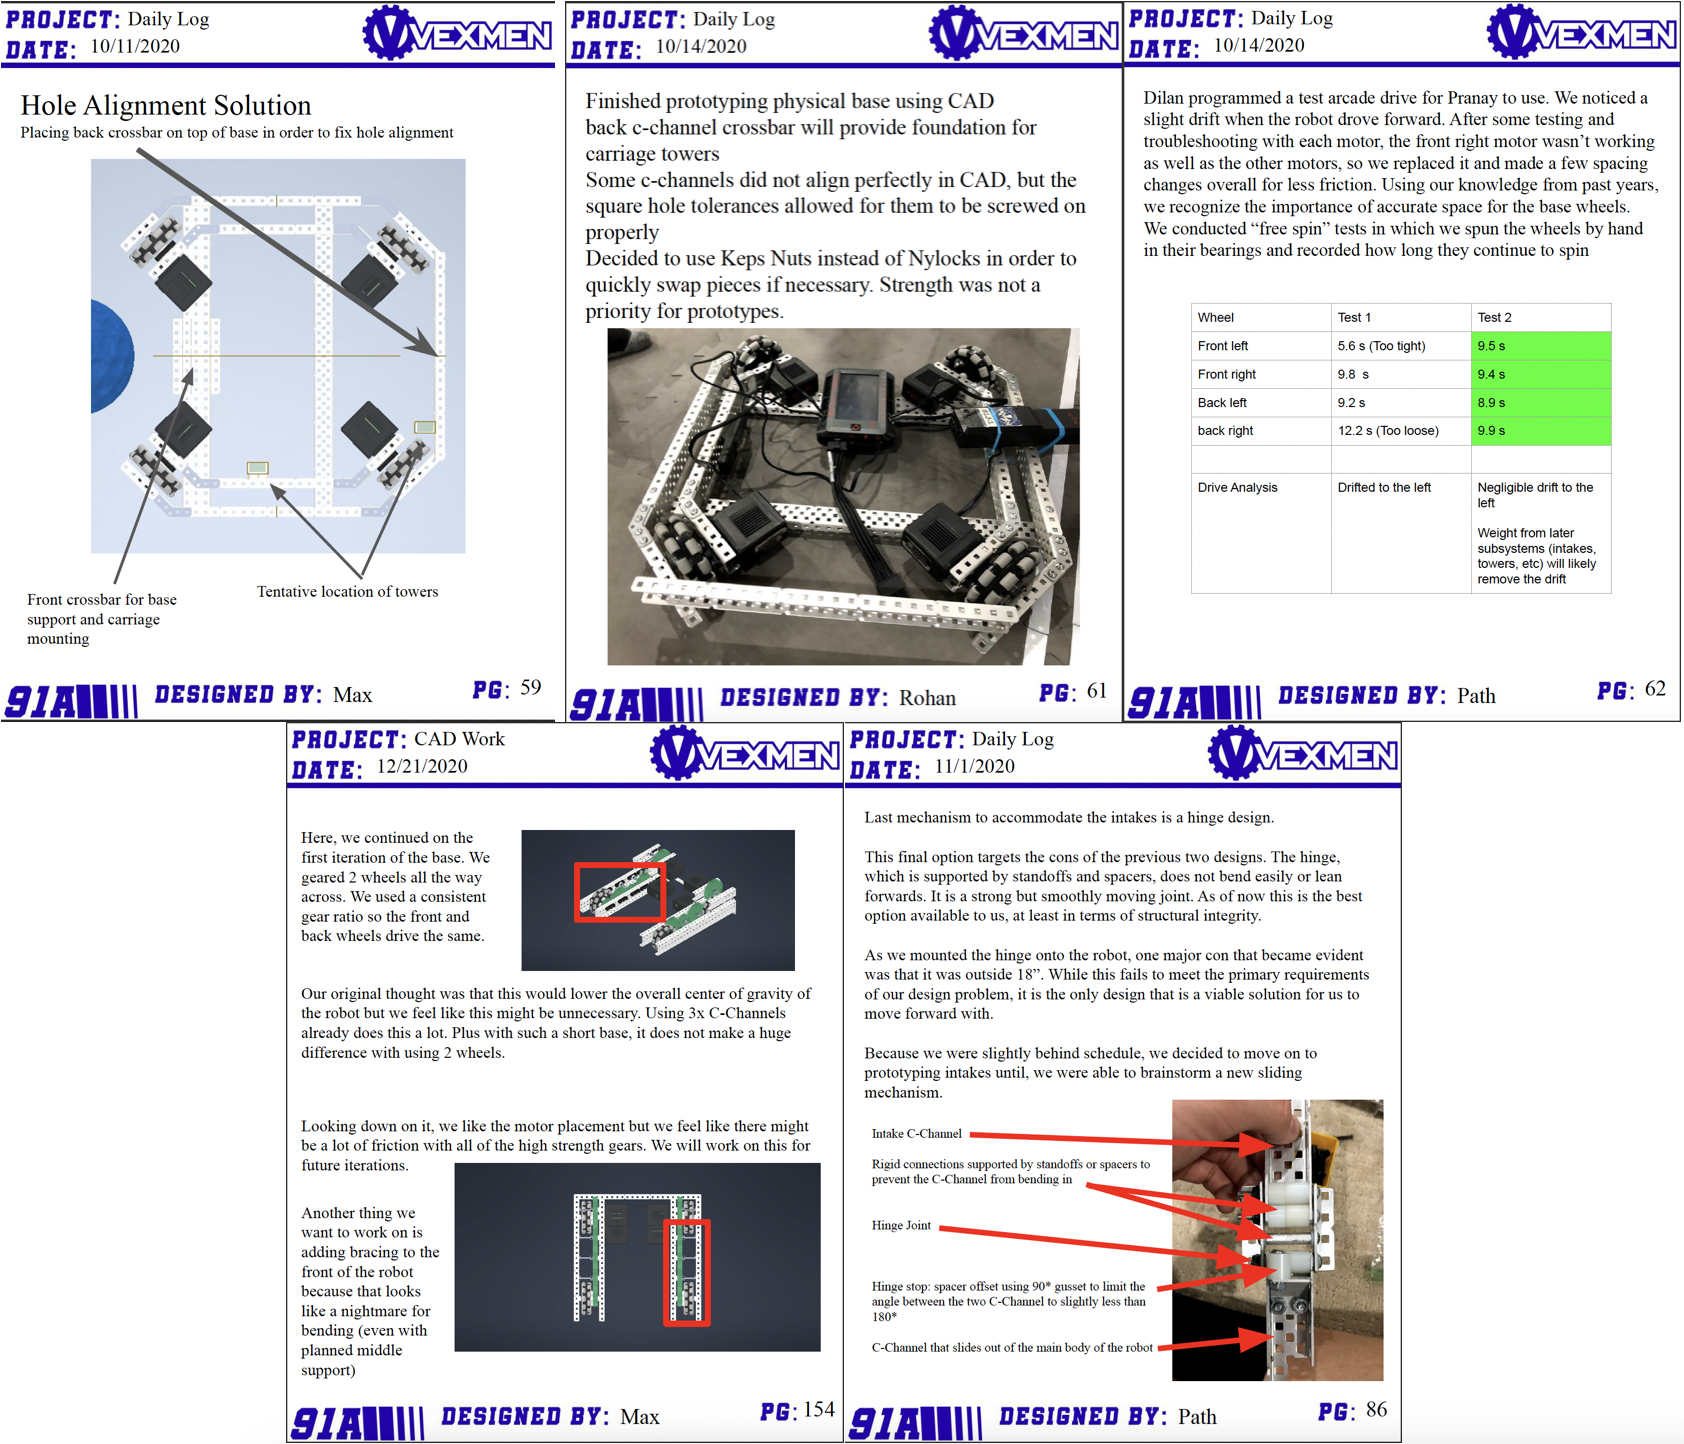 PROJECT: Daily Log
DATE: 10/11/2020
VEXMEN
Hole Alignment Solution
Placing back crossbar on top of base in order to fix hole alignment
Tentative location of towers
Front crossbar for base
support and carriage
mounting
91A DESIGNED BY: Max PG: 59
PROJECT: Daily Log
DATE: 10/14/2020
VEXMEN
Finished prototyping physical base using CAD
back c-channel crossbar will provide foundation for
carriage towers
Some c-channels did not align perfectly in CAD, but the
square hole tolerances allowed for them to be screwed on
properly
Decided to use Keps Nuts instead of Nylocks in order to
quickly swap pieces if necessary. Strength was not a
priority for prototypes.
91A DESIGNED BY: Rohan PG: 61
PROJECT: Daily Log
DATE: 10/14/2020
VEXMEN
Dilan programmed a test arcade drive for Pranay to use. We noticed a
slight drift when the robot drove forward. After some testing and
troubleshooting with each motor, the front right motor wasn't working
as well as the other motors, so we replaced it and made a few spacing
changes overall for less friction. Using our knowledge from past years,
we recognize the importance of accurate space for the base wheels.
We conducted “free spin” tests in which we spun the wheels by hand
in their bearings and recorded how long they continue to spin
Wheel Test 1 Test 2
Front left 5.6 s (Too tight) 9.5 s
Front right 9.8 s 9.4 s
Back left 9.2 s 8.9 s
back right 12.2 s (Too loose) 9.9 s
Drive Analysis Drifted to the left Negligible drift to the
left
Weight from later
subsystems (intakes,
towers, etc) will likely
remove the drift
91A DESIGNED BY: Path PG: 62
PROJECT: CAD Work
DATE: 12/21/2020
VEXMEN
Here, we continued on the
first iteration of the base. We
geared 2 wheels all the way
across. We used a consistent
gear ratio so the front and
back wheels drive the same.
Our original thought was that this would lower the overall center of gravity of
the robot but we feel like this might be unnecessary. Using 3x C-Channels
already does this a lot. Plus with such a short base, it does not make a huge
difference with using 2 wheels.
Looking down on it, we like the motor placement but we feel like there might
be a lot of friction with all of the high strength gears. We will work on this for
future iterations.
Another thing we
want to work on is
adding bracing to the
front of the robot
because that looks
like a nightmare for
bending (even with
planned middle
support)
91A DESIGNED BY: Max PG: 154
PROJECT: Daily Log
DATE: 11/1/2020
VEXMEN
Last mechanism to accommodate the intakes is a hinge design.
This final option targets the cons of the previous two designs. The hinge,
which is supported by standoffs and spacers, does not bend easily or lean
forwards. It is a strong but smoothly moving joint. As of now this is the best
option available to us, at least in terms of structural integrity.
As we mounted the hinge onto the robot, one major con that became evident
was that it was outside 18”. While this fails to meet the primary requirements
of our design problem, it is the only design that is a viable solution for us to
move forward with.
Because we were slightly behind schedule, we decided to move on to
prototyping intakes until, we were able to brainstorm a new sliding
mechanism.
Intake C-Channel
Rigid connections supported by standoffs or spacers to
prevent the C-Channel from bending in
Hinge Joint
Hinge stop: spacer offset using 90* gusset to limit the
angle between the two C-Channel to slightly less than
180*
C-Channel that slides out of the main body of the robot
91A DESIGNED BY: Path PG: 86